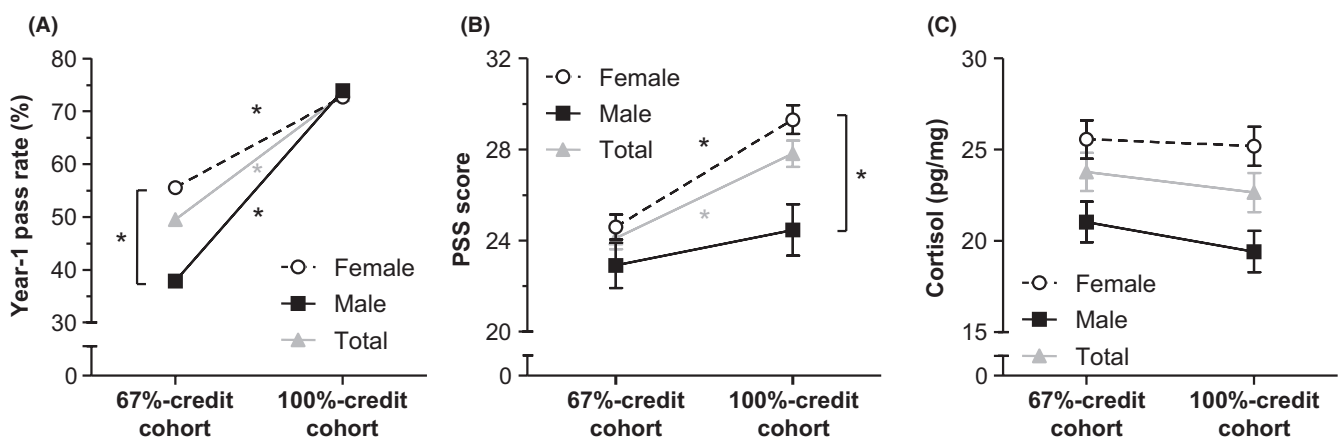 (A)
Year-1 pass rate (%)
80
70
60
50
40
30
0
*
*
*
*
Female
Male
Total
67%-credit
cohort
100%-credit
cohort
(B)
PSS score
32
28
24
20
0
Female
Male
Total
*
*
*
67%-credit
cohort
100%-credit
cohort
(C)
Cortisol (pg/mg)
30
25
20
15
0
Female
Male
Total
67%-credit
cohort
100%-credit
cohort